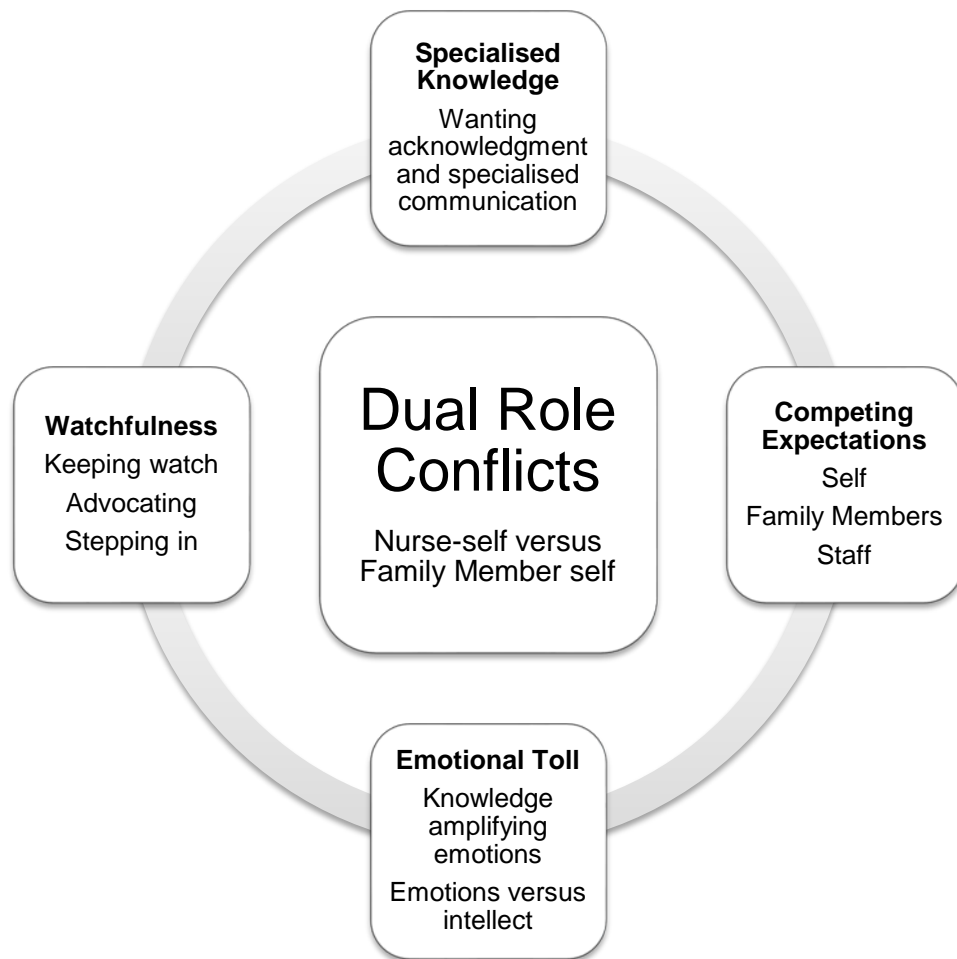 Specialised
Knowledge
Wanting
acknowledgment
and specialised
communication
Watchfulness
Keeping watch
Advocating
Stepping in
Dual Role
Conflicts
Nurse-self versus
Family Member self
Competing
Expectations
Self
Family Members
Staff
Emotional Toll
Knowledge
amplifying
emotions
Emotions versus
intellect